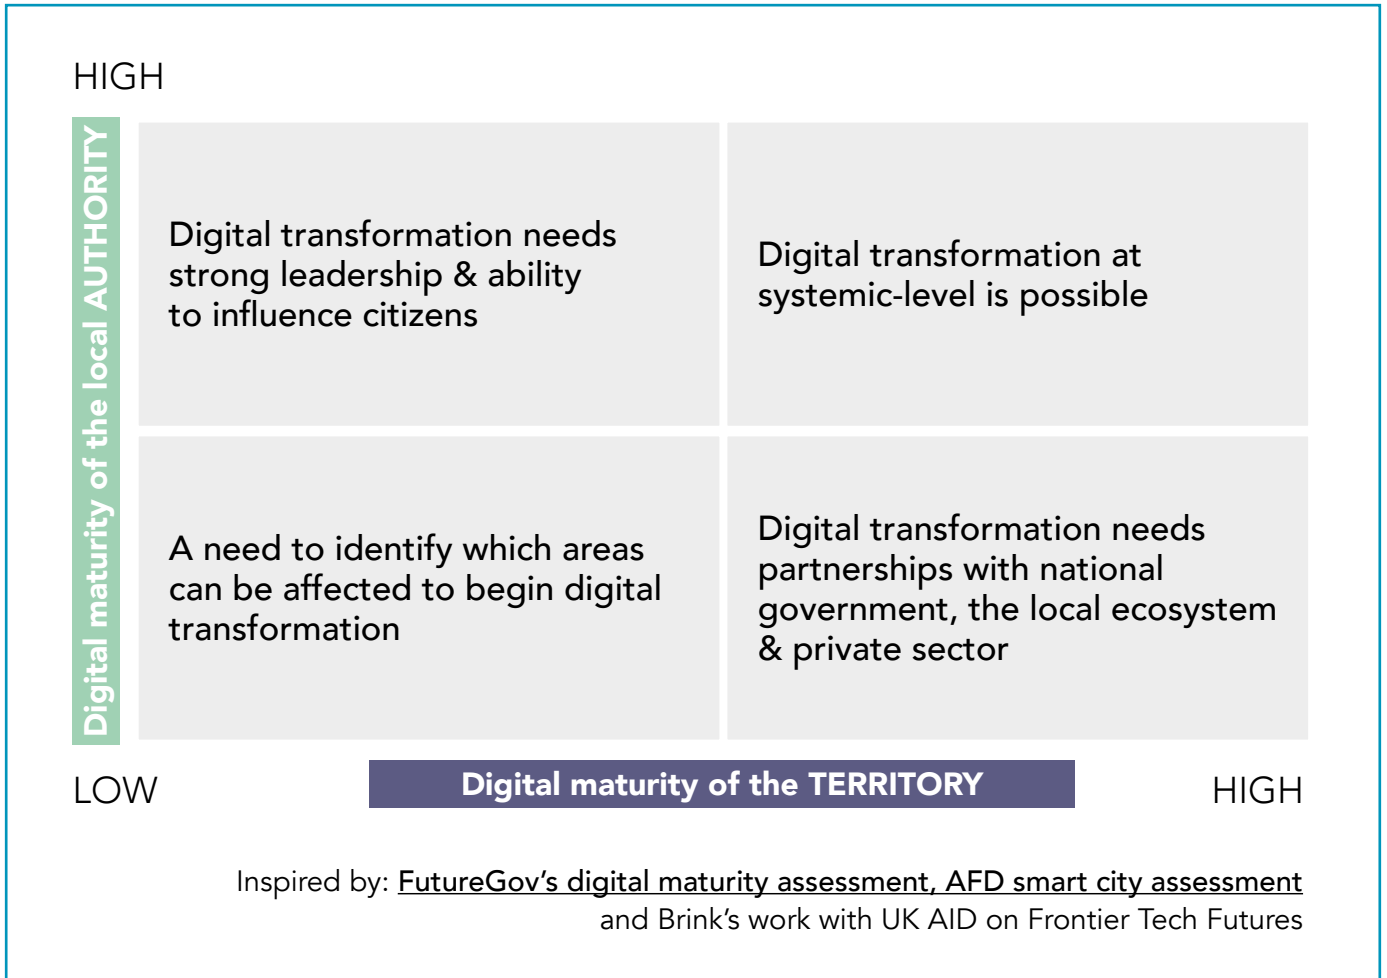 HIGH
Digital maturity of the local AUTHORITY
Digital transformation needs
strong leadership & ability
to influence citizens
Digital transformation at
systemic-level is possible
A need to identify which areas
can be affected to begin digital
transformation
Digital transformation needs
partnerships with national
government, the local ecosystem
& private sector
LOW
Digital maturity of the TERRITORY
HIGH
Inspired by: FutureGov’s digital maturity assessment, AFD smart city assessment
and Brink’s work with UK AID on Frontier Tech Futures